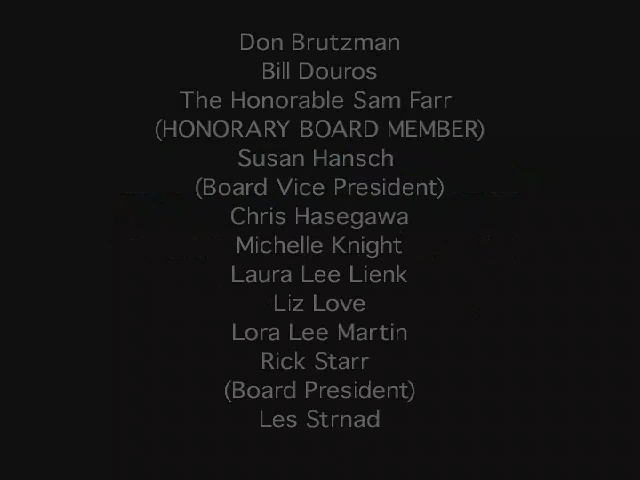 Don Brutzman
Bill Douros
The Honorable Sam Farr
(HONORARY BOARD MEMBER)
Susan Hansch
(Board Vice President)
Chris Hasegawa
Michelle Knight
Laura Lee Lienk
Liz Love
Lora Lee Martin
Rick Starr
(Board President)
Les Strnad